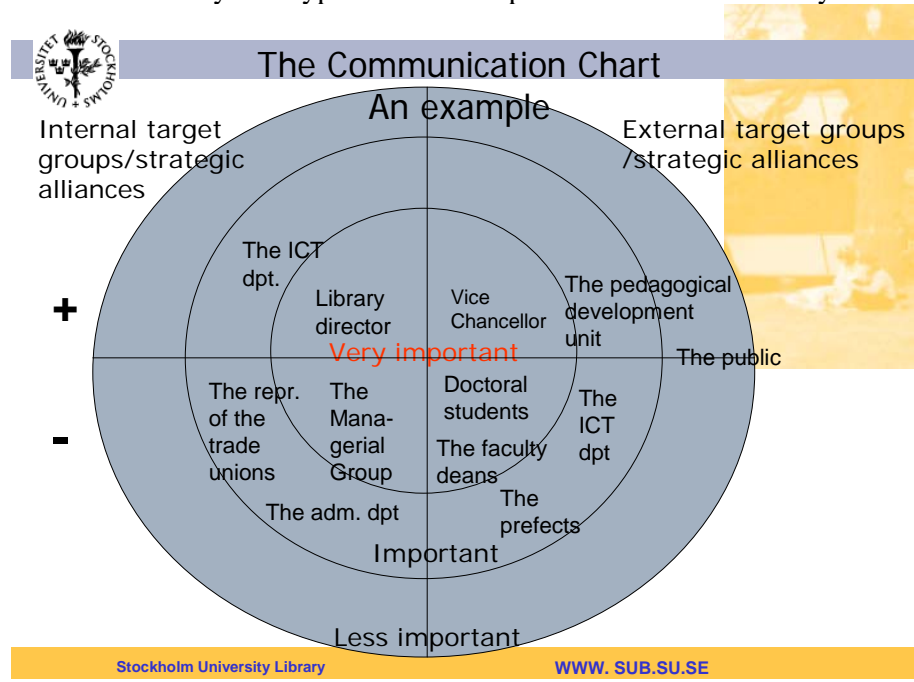 The Communication Chart
An example
UNIVERSITET STOCKHOLMS
Internal target
groups/strategic
alliances
External target groups
/strategic alliances
+
-
The ICT
dpt.
Library
director
Vice
Chancellor
The pedagogical
development
unit
Very important
The public
The repr.
of the
trade
unions
The
Mana-
gerial
Group
Doctoral
students
The faculty
deans
The
ICT
dpt
The adm. dpt
The
prefects
Important
Less important
Stockholm University Library
WWW. SUB.SU.SE